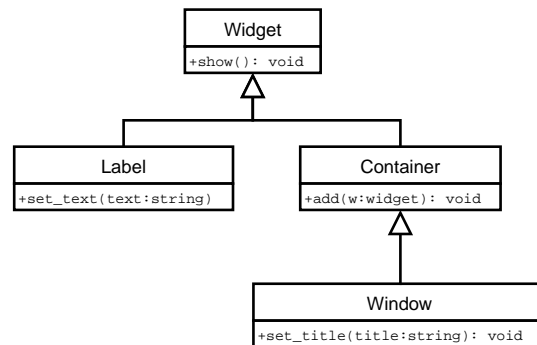 Widget
+show(): void
Label
+set_text(text:string)
Container
+add(w:widget): void
Window
+set_title(title:string): void